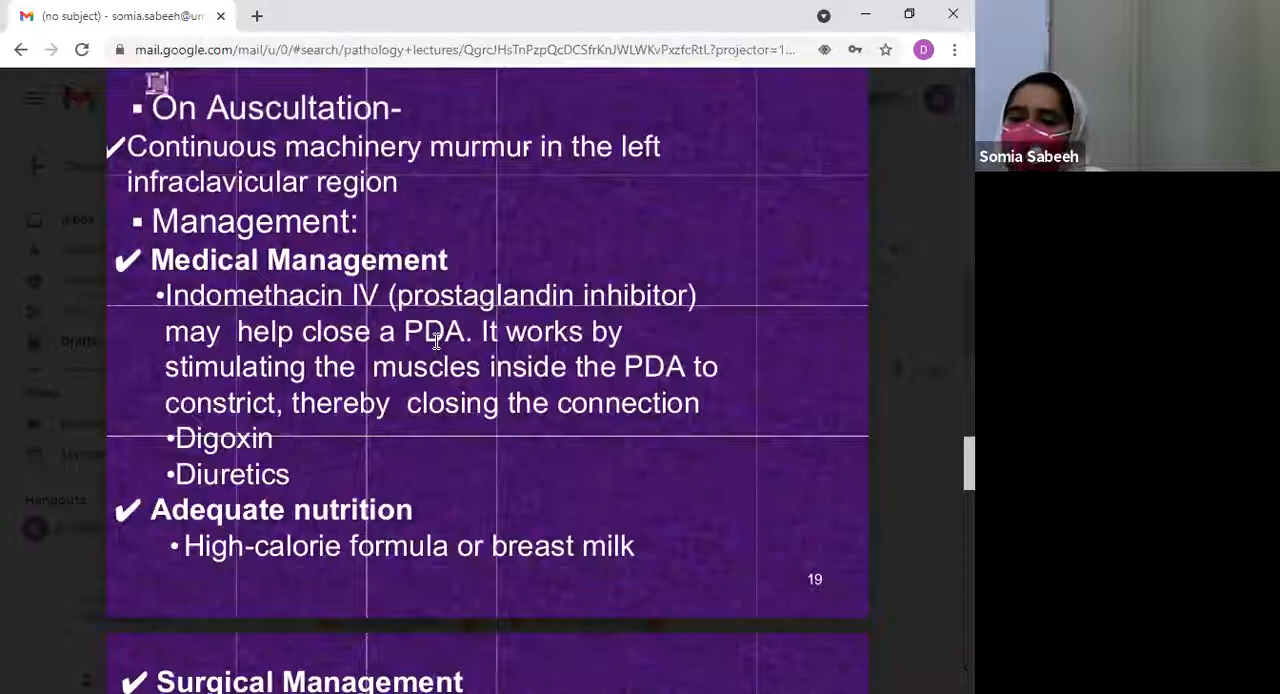 (no subject) - somia.sabeeh@un
mail.google.com/mail/u/0/#search/pathology+lectures/QgrcJHsTnPzpQcDCSfrKnJWLWKvPxzfcRtL?projector=1...
D
▪ On Auscultation-
✔Continuous machinery murmur in the left
infraclavicular region
▪ Management:
✔ Medical Management
•Indomethacin IV (prostaglandin inhibitor)
may help close a PDA. It works by
stimulating the muscles inside the PDA to
constrict, thereby closing the connection
•Digoxin
•Diuretics
✔ Adequate nutrition
•High-calorie formula or breast milk
19
✔ Surgical Management
Handouts
Somia Sabeeh